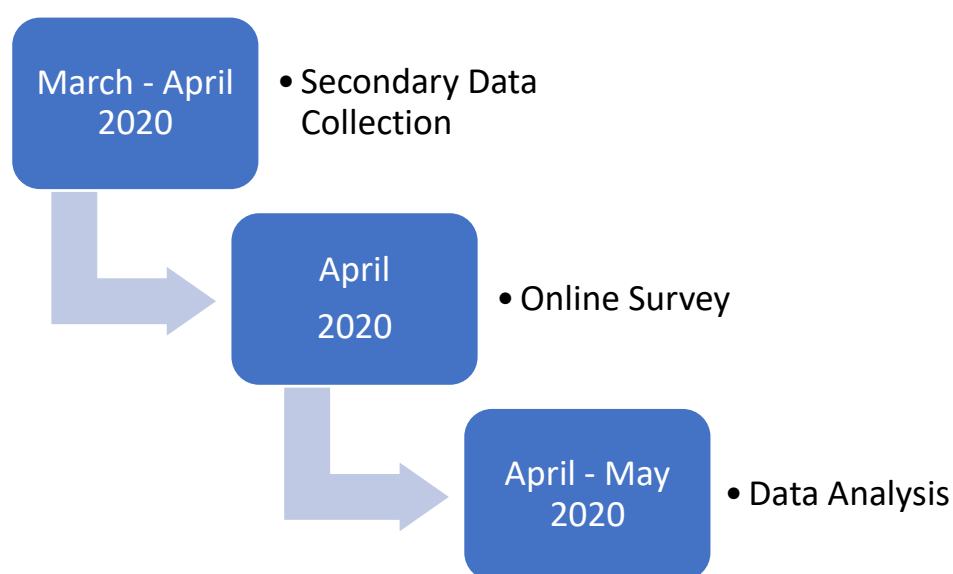 March - April
2020
• Secondary Data
Collection
April
2020
• Online Survey
April - May
2020
• Data Analysis